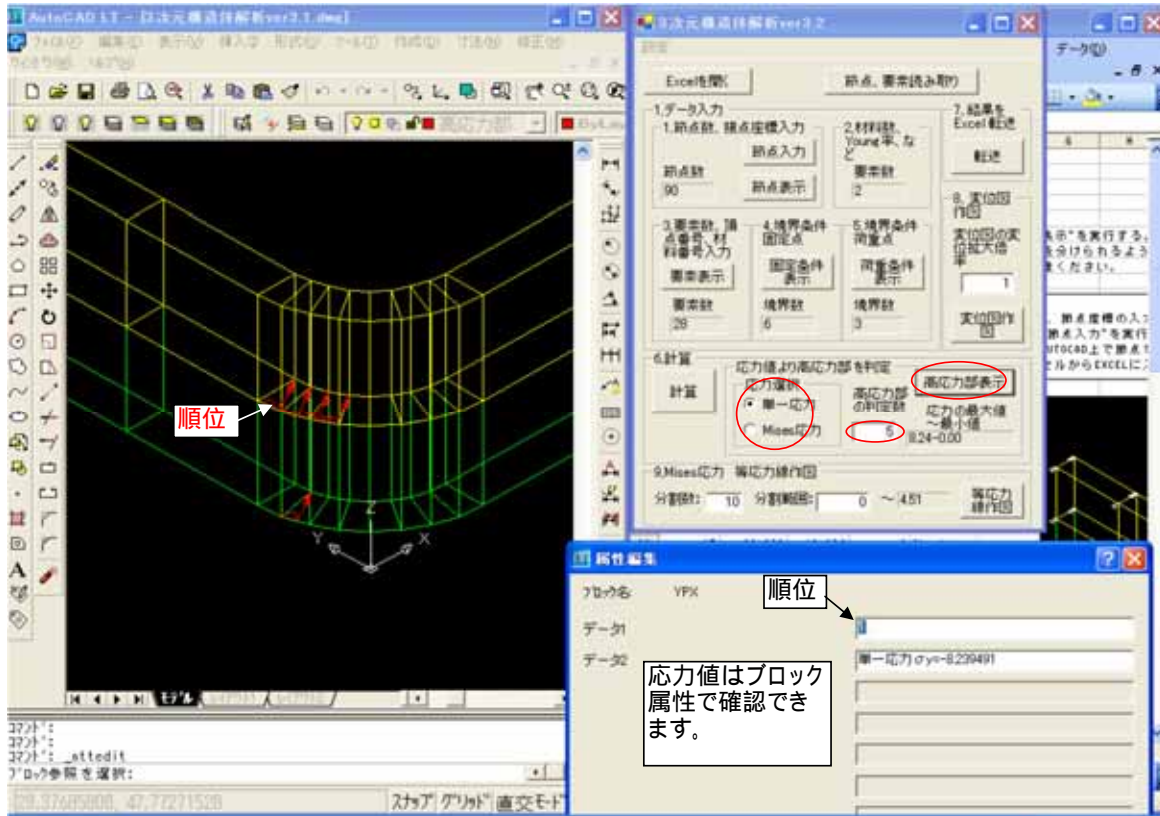 AutoCAD LT - [3次元構造体解析ver3.1.dwg]
順位
Z
Y
X
モデル
コマンド:
コマンド:
コマンド: _attedit
ブロック参照を選択:
28.37685808, 47.77271528
スナップ グリッド 直交モード
3次元構造体解析ver3.2
設定
Excelを開く
節点、要素読み取り
1.データ入力
1.節点数、接点座標入力
節点入力
節点数
90
節点表示
2.材料数、Young率、など
要素数
2
7.結果をExcel転送
転送
8.変位図作図
変位図の変位拡大倍率
1
変位図作図
3.要素数、頂点番号、材料番号入力
要素表示
要素数
28
4.境界条件 固定点
固定条件表示
境界数
6
5.境界条件 荷重点
荷重条件表示
境界数
3
6.計算
計算
応力値より高応力部を判定
応力選択
単一応力
Mises応力
高応力部の判定数
5
高応力部表示
応力の最大値～最小値
8.24-0.00
9.Mises応力 等応力線作図
分割数: 10 分割範囲: 0 ～ 4.51
等応力線作図
データ(D)
属性編集
ブロック名: YPX
順位
データ1
1
データ2
単一応力σy=-8.239491
応力値はブロック
属性で確認でき
ます。